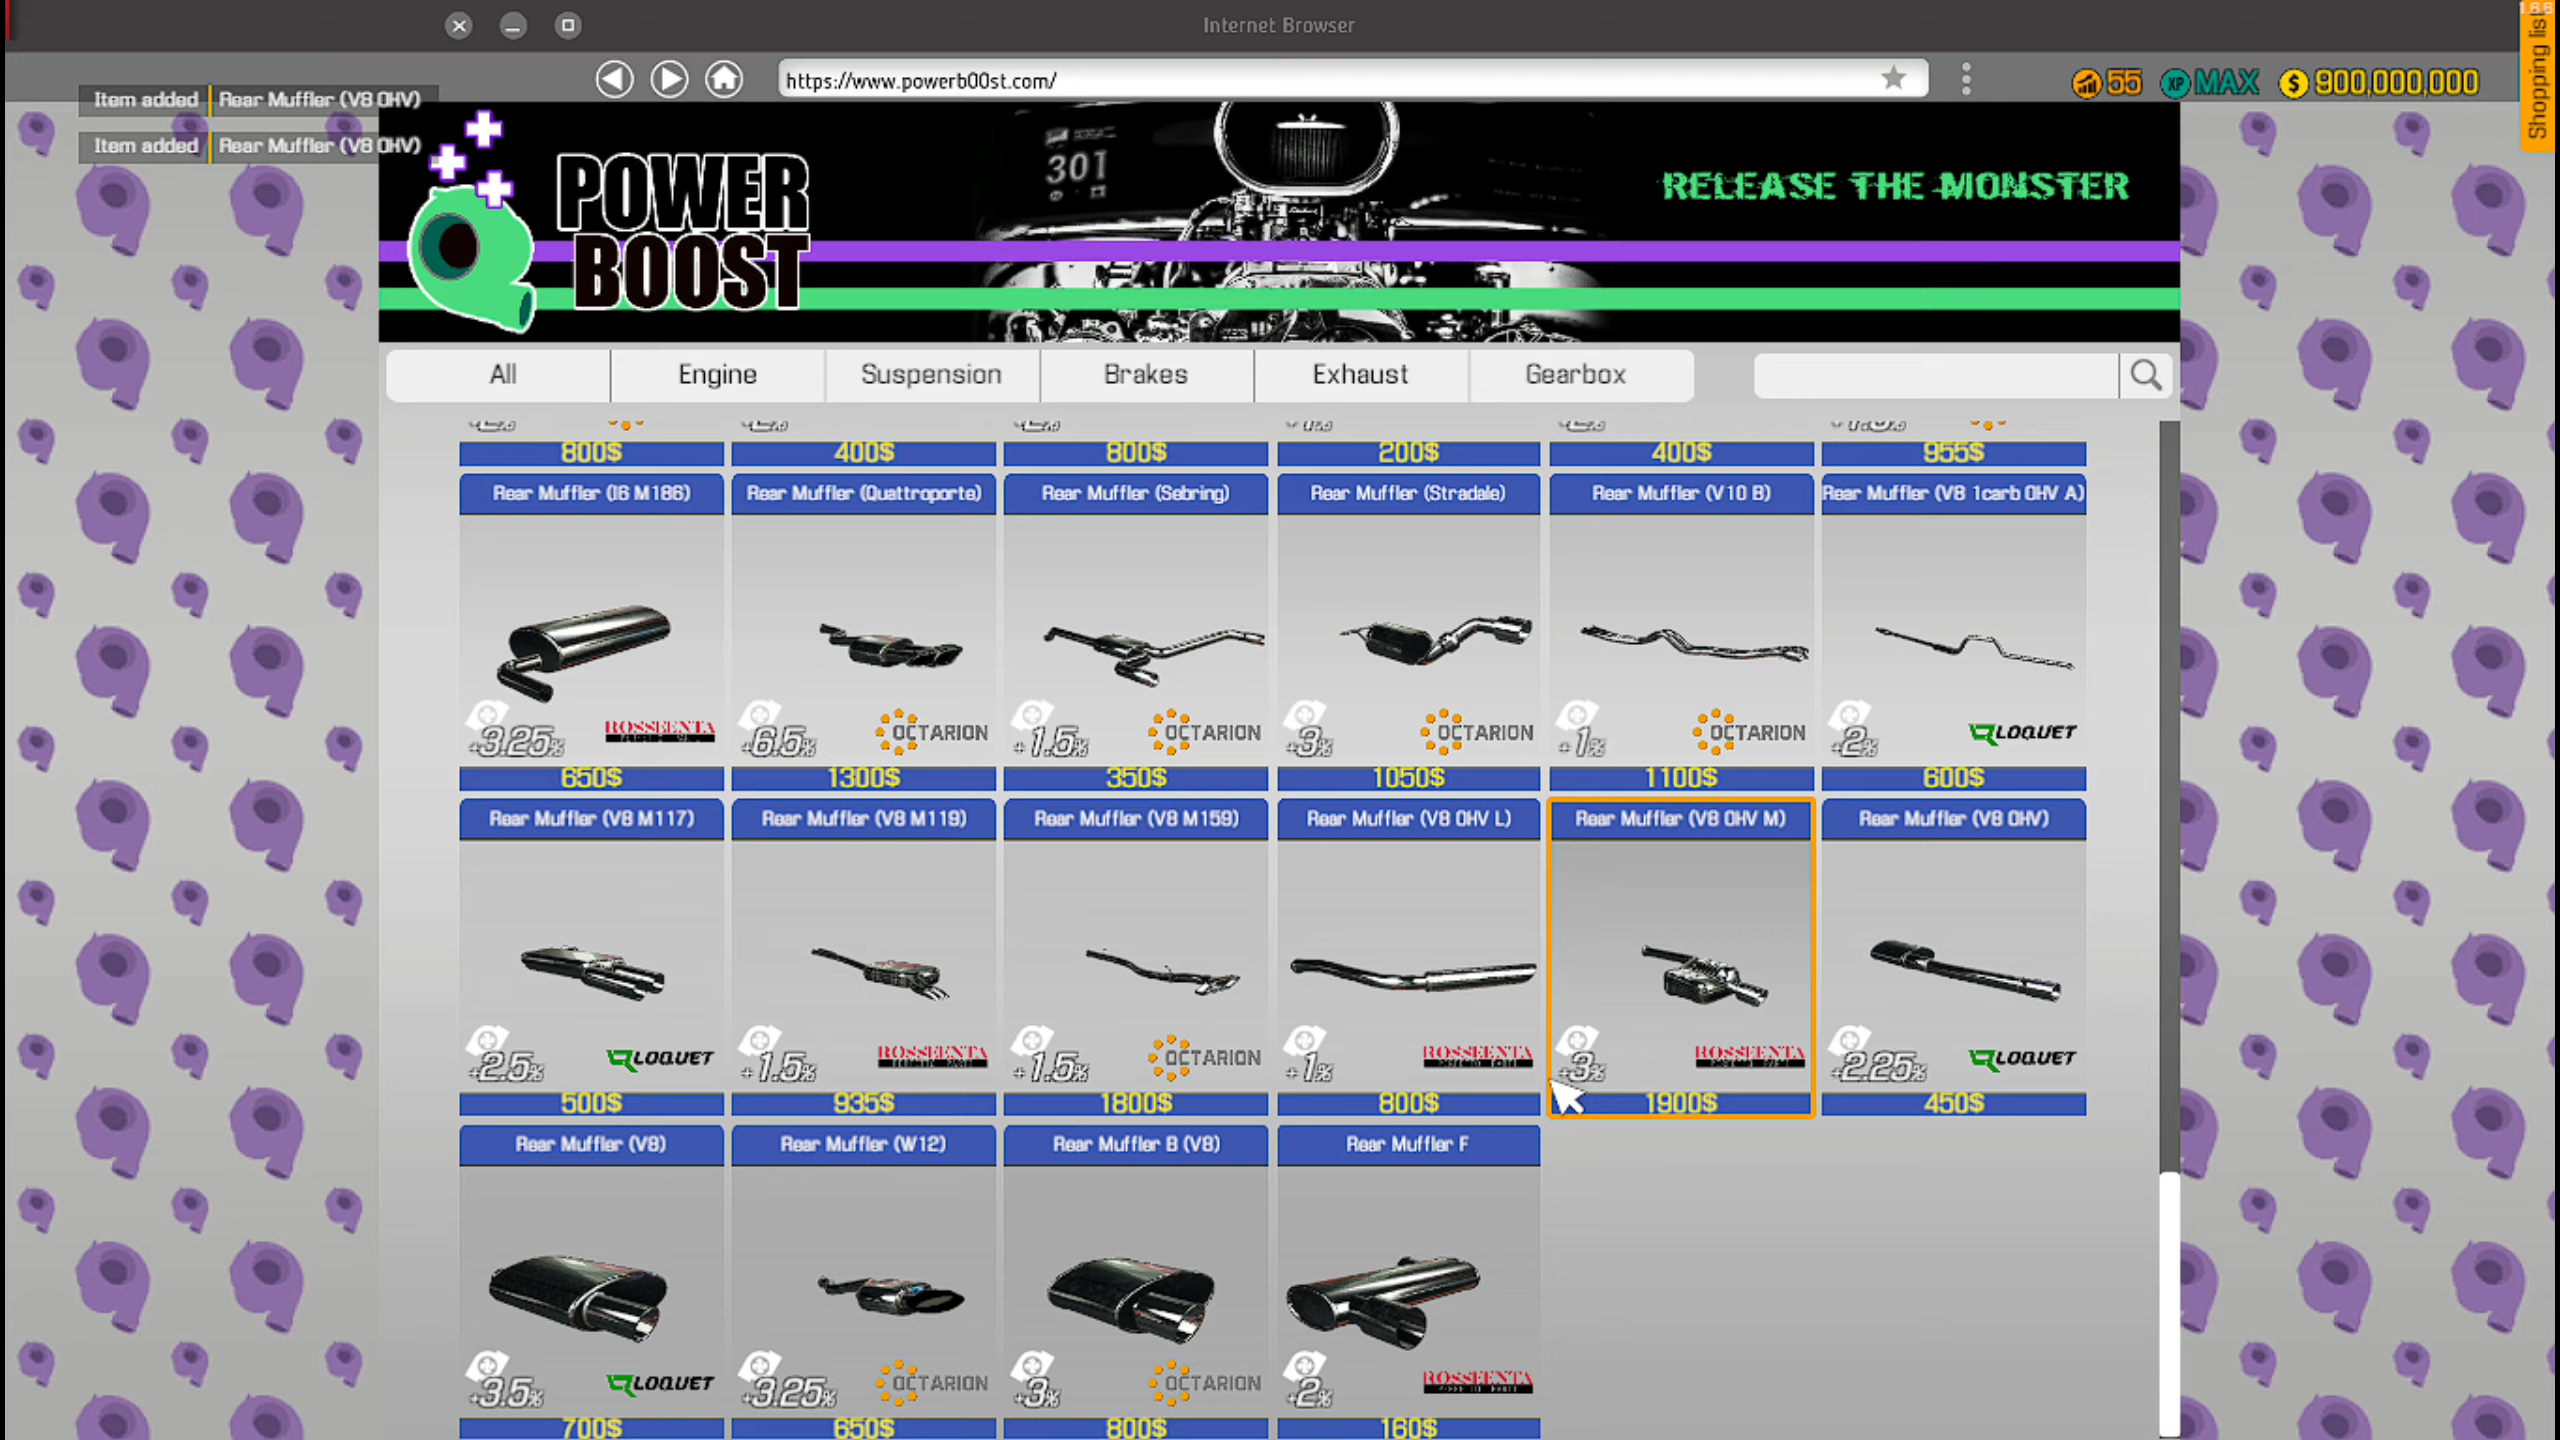 Internet Browser
https://www.powerb00st.com/
55
XP MAX
$ 900,000,000
Shopping list
Item added Rear Muffler (V8 OHV)
Item added Rear Muffler (V8 OHV)
POWER
BOOST
301
RELEASE THE MONSTER
All Engine Suspension Brakes Exhaust Gearbox
800$ 400$ 800$ 200$ 400$ 955$
Rear Muffler (I6 M186) Rear Muffler (Quattroporte) Rear Muffler (Sebring) Rear Muffler (Stradale) Rear Muffler (V10 B) Rear Muffler (V8 1carb OHV A)
+3.25% ROSSEENTA +6.5% OCTARION +1.5% OCTARION +3% OCTARION +1% OCTARION +2% LOQUET
650$ 1300$ 350$ 1050$ 1100$ 600$
Rear Muffler (V8 M117) Rear Muffler (V8 M119) Rear Muffler (V8 M159) Rear Muffler (V8 OHV L) Rear Muffler (V8 OHV M) Rear Muffler (V8 OHV)
+2.5% LOQUET +1.5% ROSSEENTA +1.5% OCTARION +1% ROSSEENTA +3% ROSSEENTA +2.25% LOQUET
500$ 935$ 1800$ 800$ 1900$ 450$
Rear Muffler (V8) Rear Muffler (W12) Rear Muffler B (V8) Rear Muffler F
+3.5% LOQUET +3.25% OCTARION +3% OCTARION +2% ROSSEENTA
700$ 650$ 800$ 160$